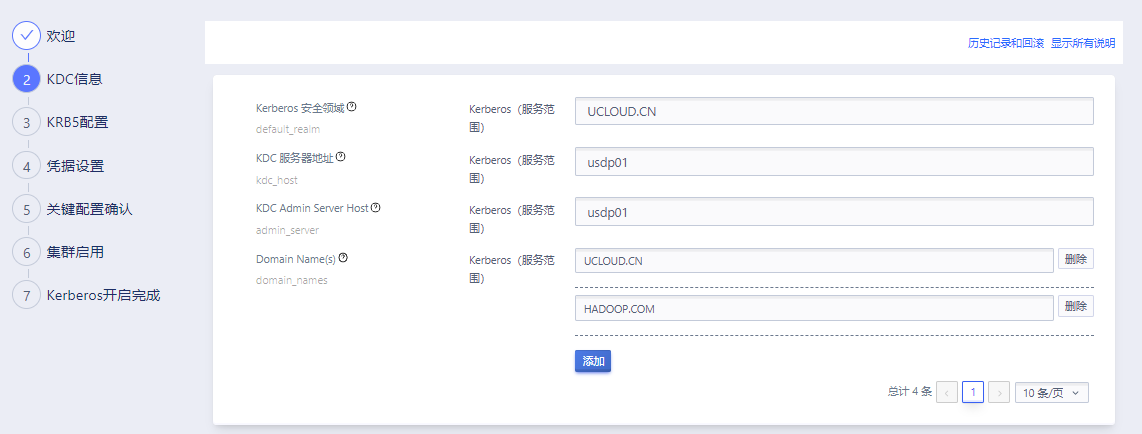 欢迎
2 KDC信息
3 KRB5配置
4 凭据设置
5 关键配置确认
6 集群启用
7 Kerberos开启完成
历史记录和回滚 显示所有说明
Kerberos 安全领域
default_realm
Kerberos（服务范
围）
UCLOUD.CN
KDC 服务器地址
kdc_host
Kerberos（服务范
围）
usdp01
KDC Admin Server Host
admin_server
Kerberos（服务范
围）
usdp01
Domain Name(s)
domain_names
Kerberos（服务范
围）
UCLOUD.CN 删除
HADOOP.COM 删除
添加
总计 4 条 ‹ 1 › 10 条/页